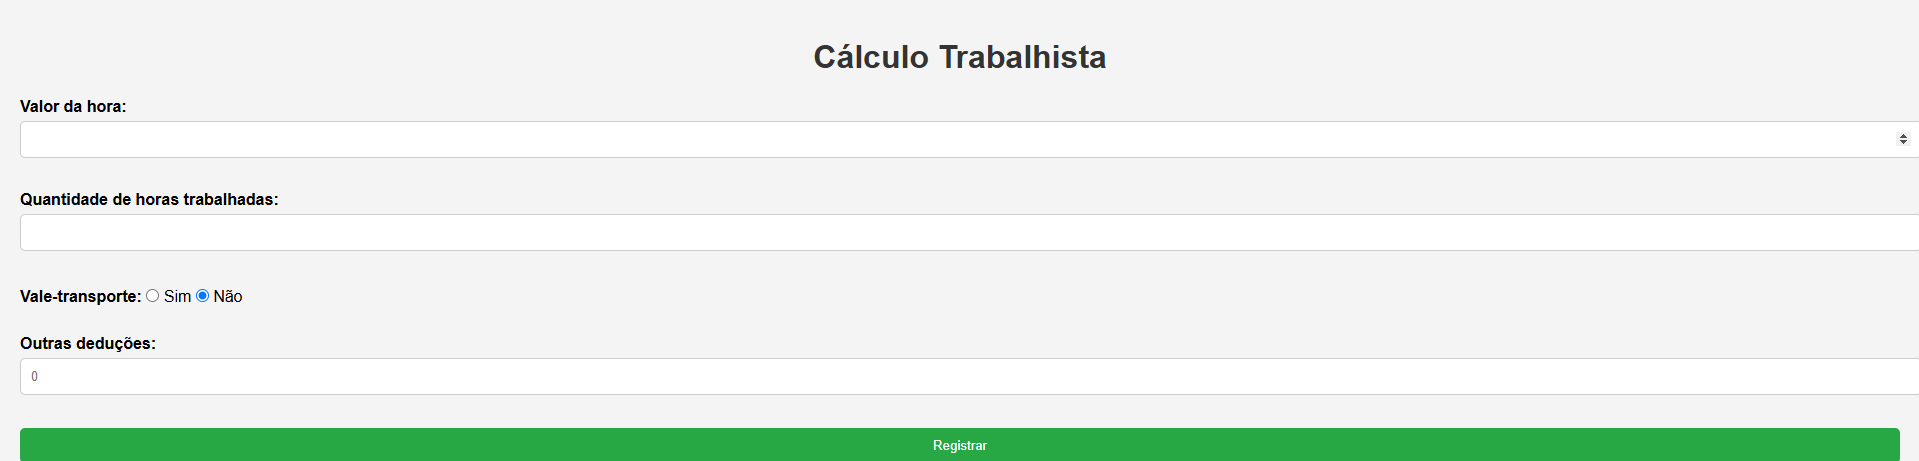 Cálculo Trabalhista
Valor da hora:
Quantidade de horas trabalhadas:
Vale-transporte: Sim Não
Outras deduções:
0
Registrar